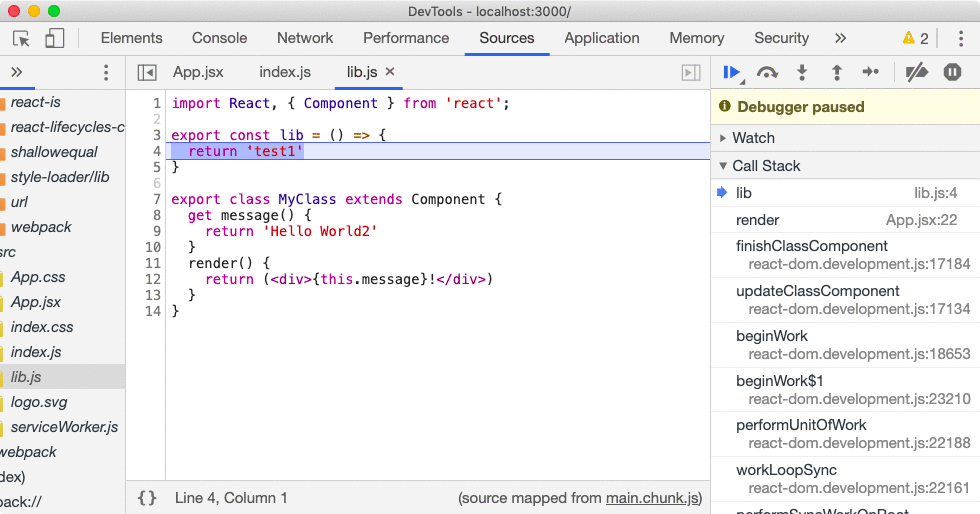 DevTools - localhost:3000/
Elements Console Network Performance Sources Application Memory Security » 2
» App.jsx index.js lib.js ×
react-is
react-lifecycles-c
shallowequal
style-loader/lib
url
webpack
src
App.css
App.jsx
index.css
index.js
lib.js
logo.svg
serviceWorker.js
webpack
dex)
pack://
1 import React, { Component } from 'react';
2
3 export const lib = () => {
4 return 'test1'
5 }
6
7 export class MyClass extends Component {
8 get message() {
9 return 'Hello World2'
10 }
11 render() {
12 return (<div>{this.message}!</div>)
13 }
14 }
{} Line 4, Column 1 (source mapped from main.chunk.js)
Debugger paused
Watch
Call Stack
lib lib.js:4
render App.jsx:22
finishClassComponent
react-dom.development.js:17184
updateClassComponent
react-dom.development.js:17134
beginWork
react-dom.development.js:18653
beginWork$1
react-dom.development.js:23210
performUnitOfWork
react-dom.development.js:22188
workLoopSync
react-dom.development.js:22161
performSyncWorkOnRoot